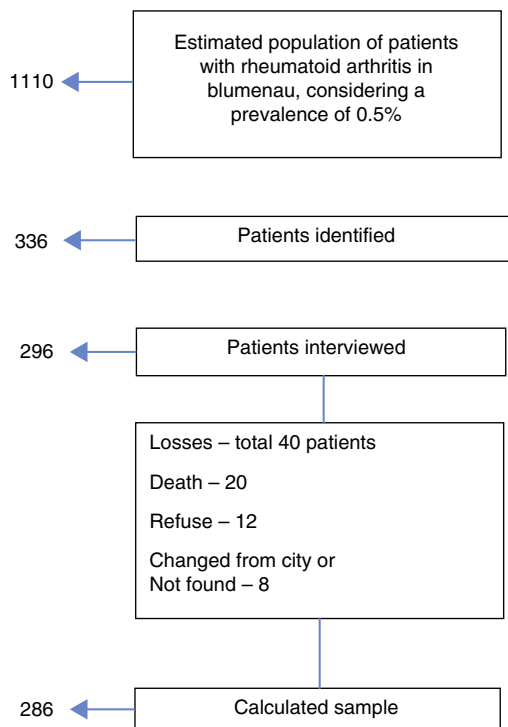 Estimated population of patients
with rheumatoid arthritis in
blumenau, considering a
prevalence of 0.5%
1110
Patients identified
336
Patients interviewed
296
Losses – total 40 patients
Death – 20
Refuse – 12
Changed from city or
Not found – 8
Calculated sample
286